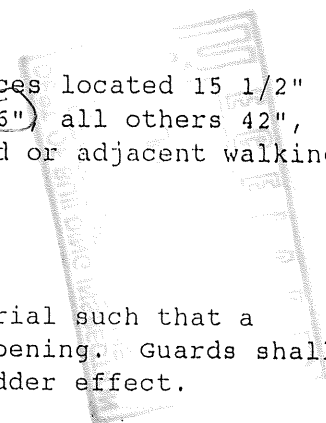 ces located 15 1/2"
6", all others 42",
d or adjacent walking
rial such that a
pening. Guards shall
dder effect.